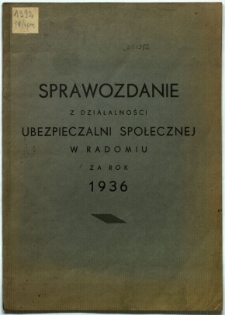 SPRAWOZDANIE
Z DZIAŁALNOŚCI
UBEZPIECZALNI SPOŁECZNEJ
W RADOMIU
ZA ROK
1936